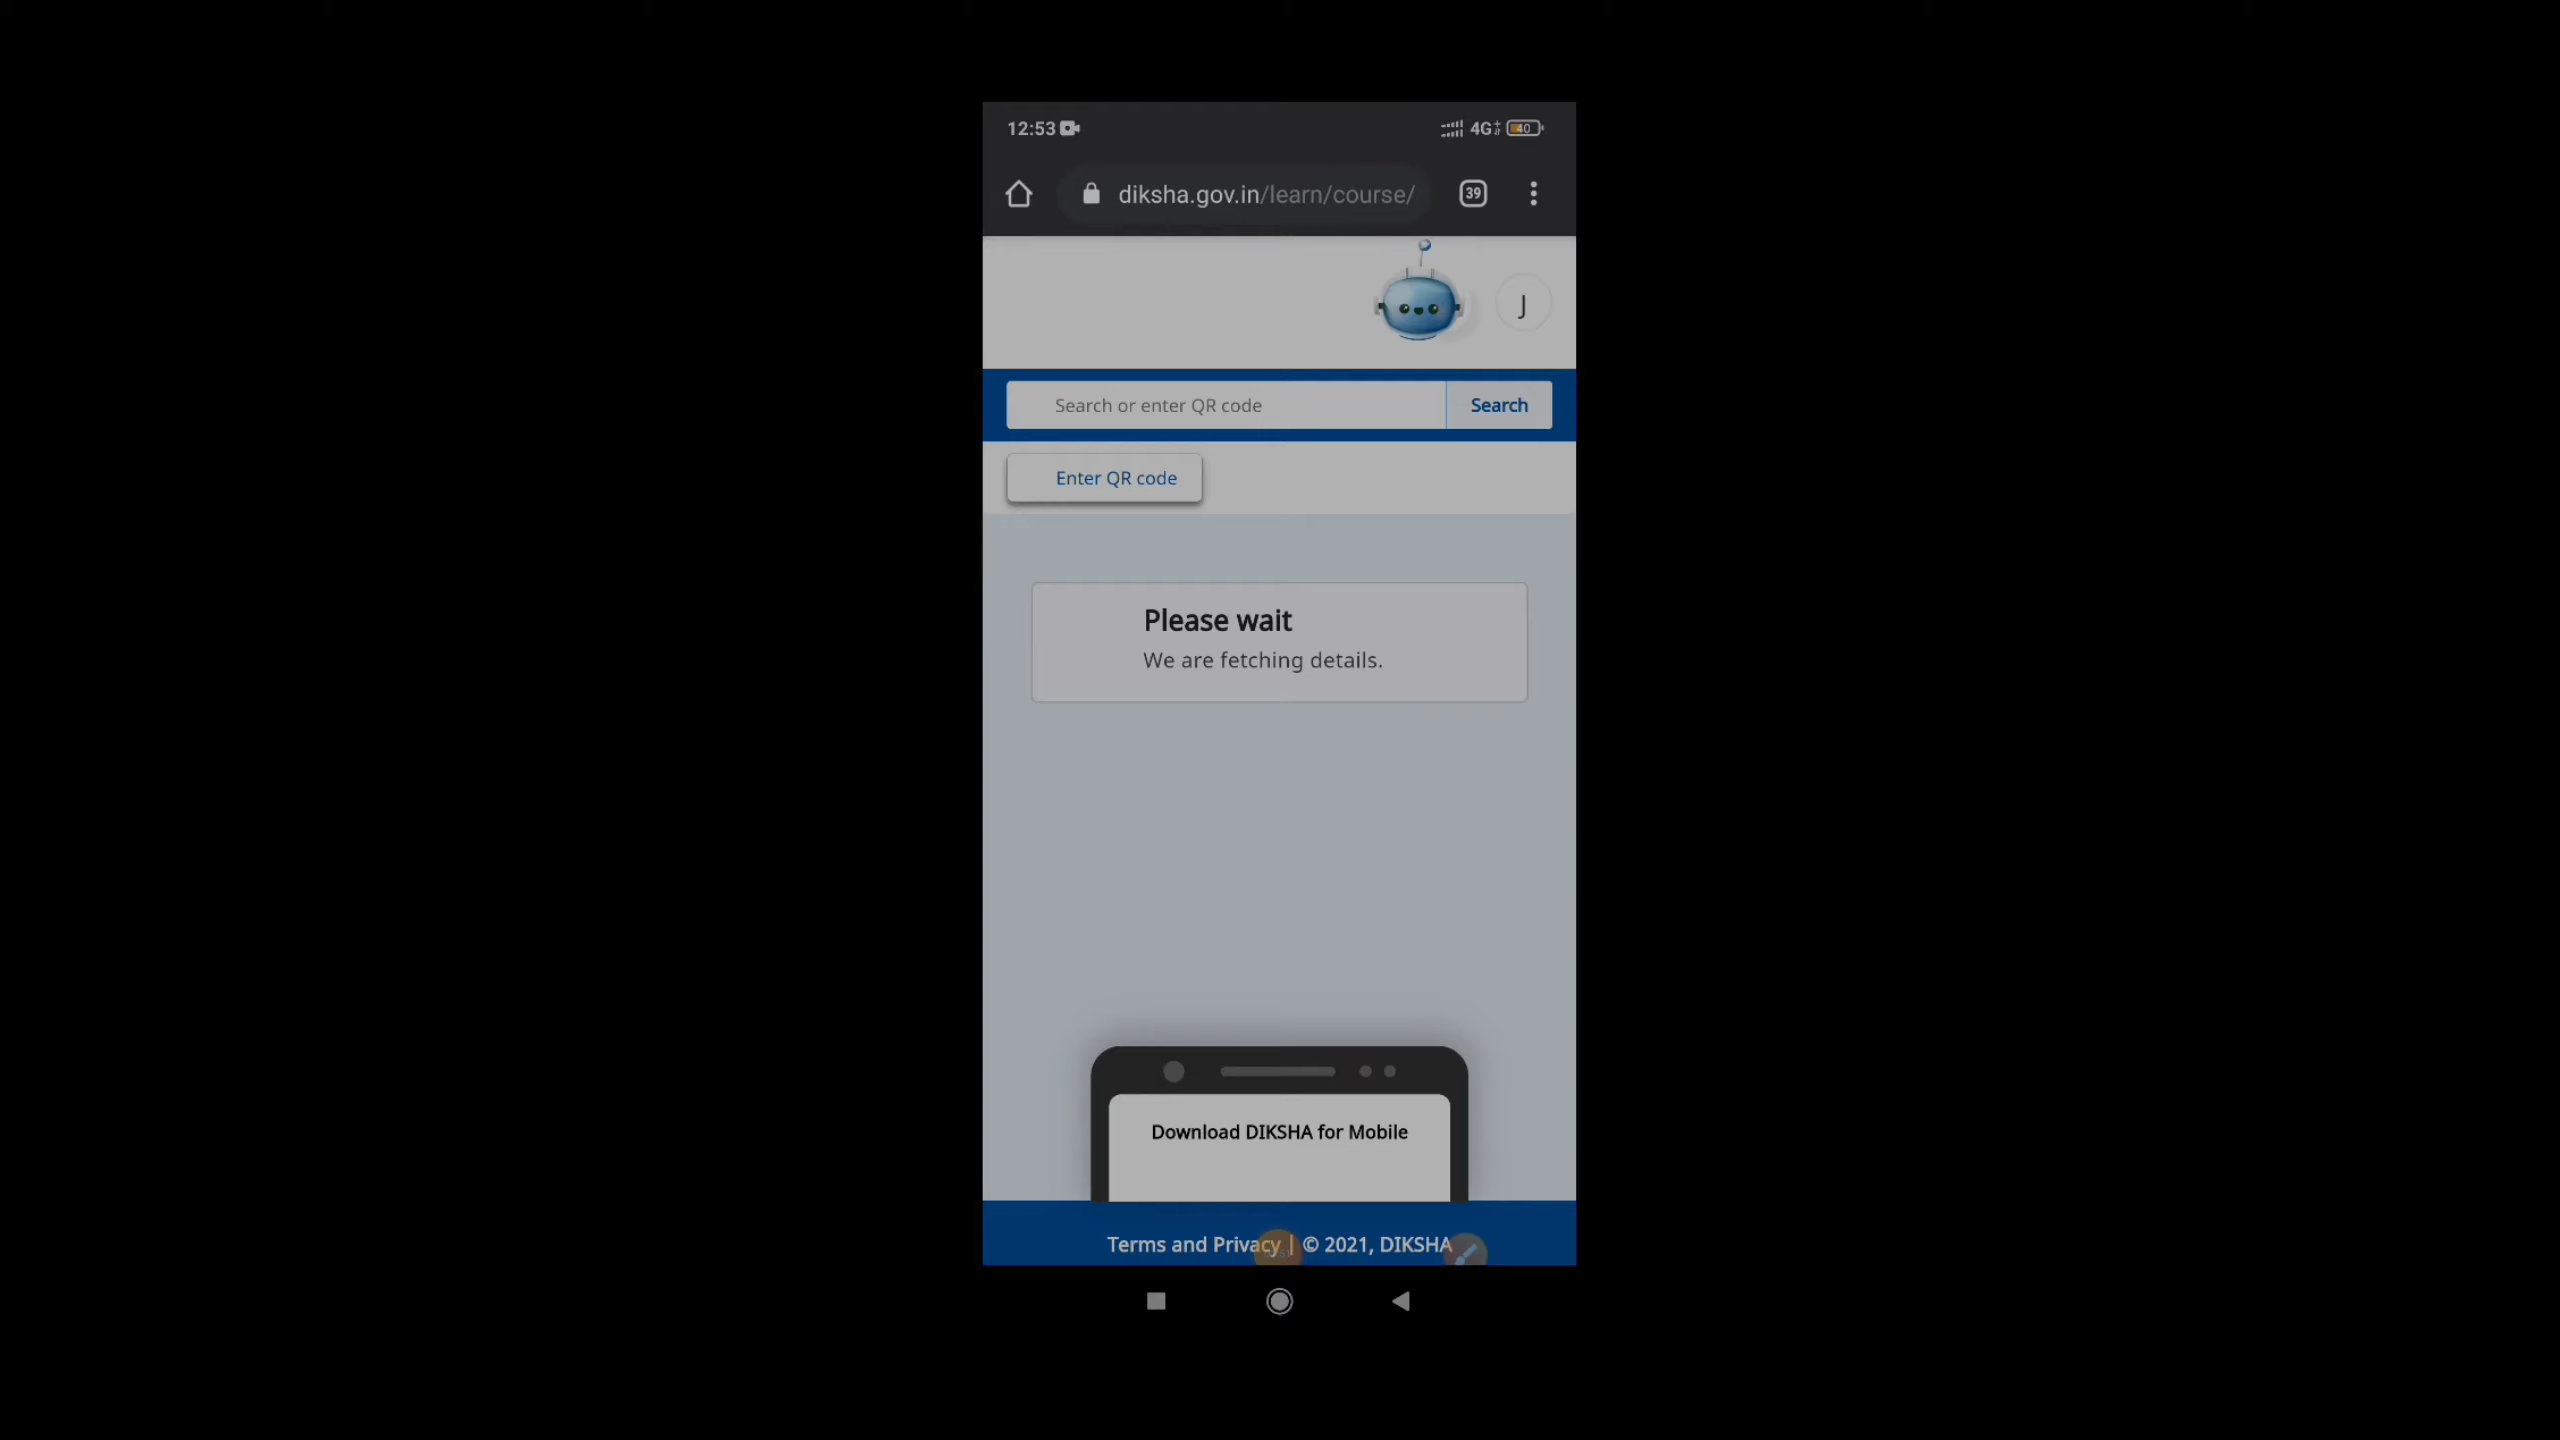 12:53 4G+ 40
diksha.gov.in/learn/course/ 39
J
Search or enter QR code Search
Enter QR code
Please wait
We are fetching details.
Download DIKSHA for Mobile
Terms and Privacy | © 2021, DIKSHA